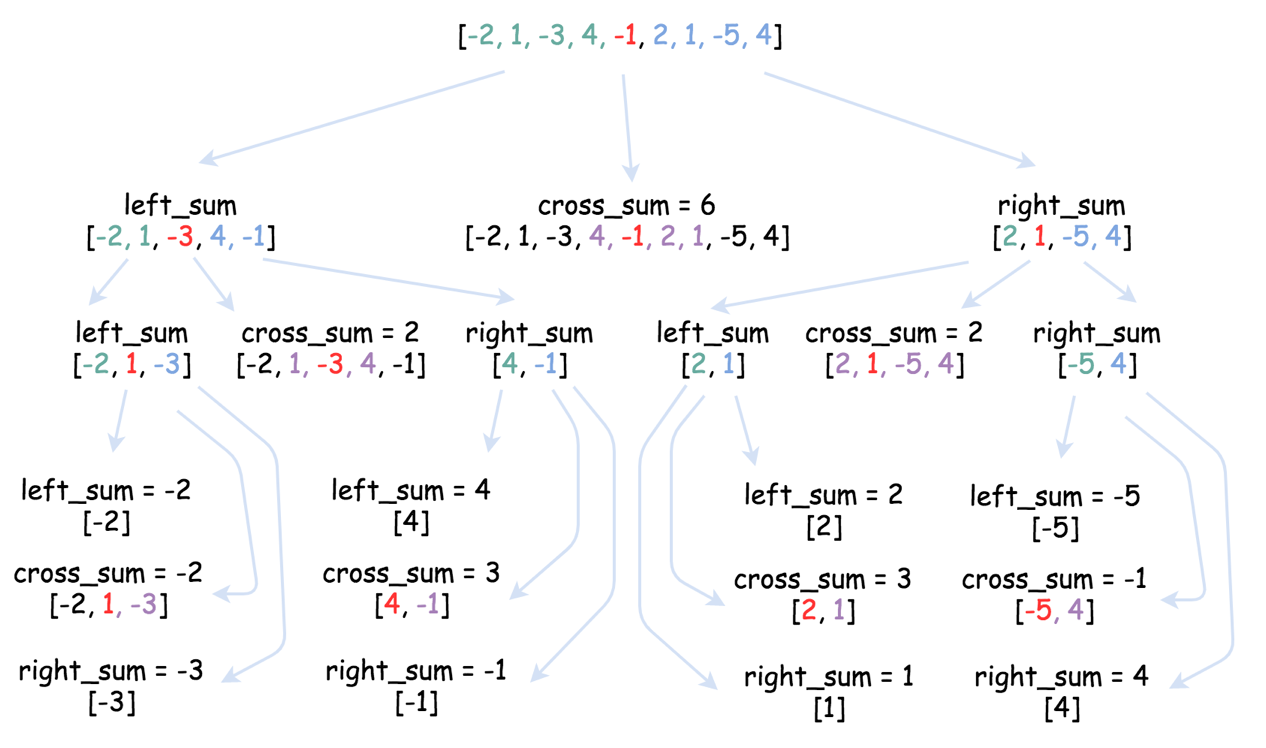 [-2, 1, -3, 4, -1, 2, 1, -5, 4]
left_sum
[-2, 1, -3, 4, -1]
cross_sum = 6
[-2, 1, -3, 4, -1, 2, 1, -5, 4]
right_sum
[2, 1, -5, 4]
left_sum
[-2, 1, -3]
cross_sum = 2
[-2, 1, -3, 4, -1]
right_sum
[4, -1]
left_sum
[2, 1]
cross_sum = 2
[2, 1, -5, 4]
right_sum
[-5, 4]
left_sum = -2
[-2]
cross_sum = -2
[-2, 1, -3]
right_sum = -3
[-3]
left_sum = 4
[4]
cross_sum = 3
[4, -1]
right_sum = -1
[-1]
left_sum = 2
[2]
cross_sum = 3
[2, 1]
right_sum = 1
[1]
left_sum = -5
[-5]
cross_sum = -1
[-5, 4]
right_sum = 4
[4]